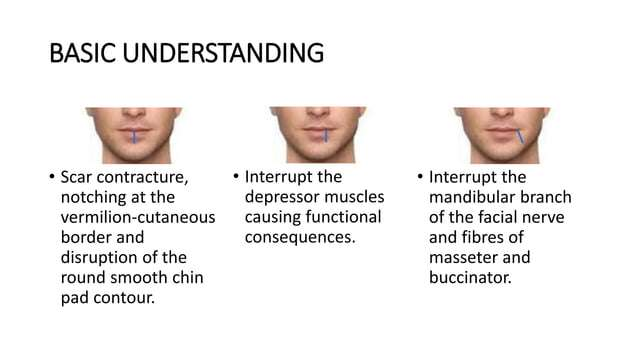 BASIC UNDERSTANDING
• Scar contracture,
notching at the
vermilion-cutaneous
border and
disruption of the
round smooth chin
pad contour.
• Interrupt the
depressor muscles
causing functional
consequences.
• Interrupt the
mandibular branch
of the facial nerve
and fibres of
masseter and
buccinator.